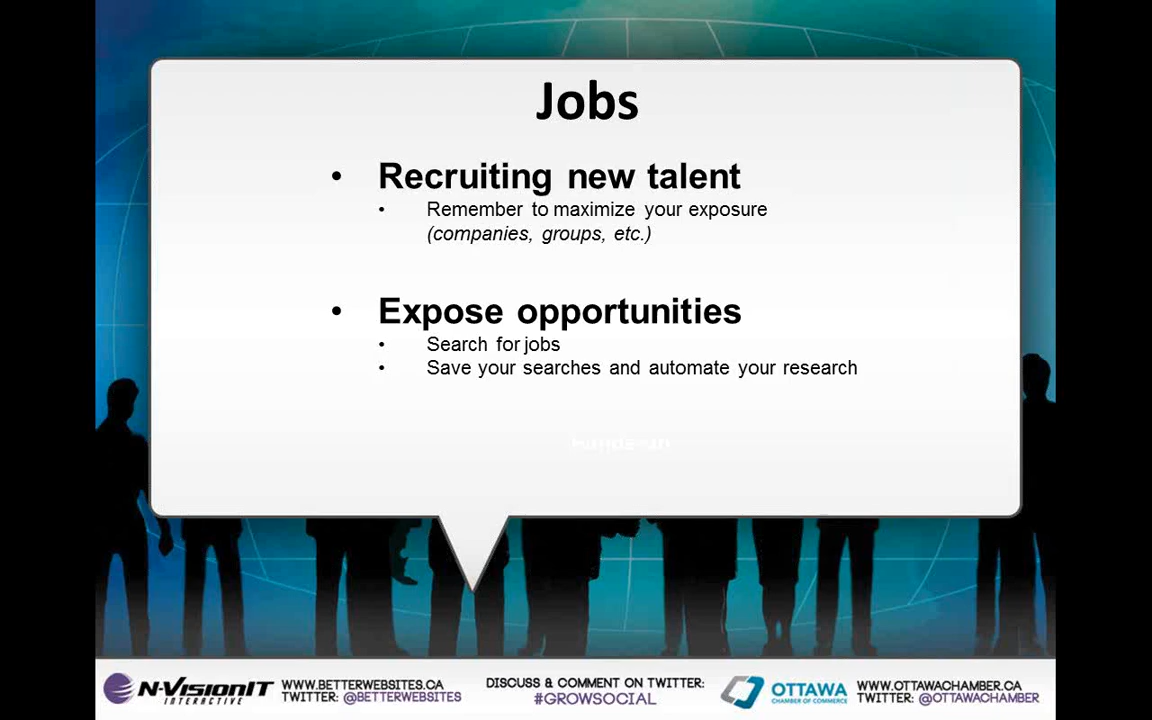 Jobs
• Recruiting new talent
• Remember to maximize your exposure
(companies, groups, etc.)
• Expose opportunities
• Search for jobs
• Save your searches and automate your research
N-VISIONIT
INTERACTIVE
WWW.BETTERWEBSITES.CA
TWITTER: @BETTERWEBSITES
DISCUSS & COMMENT ON TWITTER:
#GROWSOCIAL
OTTAWA
CHAMBER OF COMMERCE
WWW.OTTAWACHAMBER.CA
TWITTER: @OTTAWACHAMBER